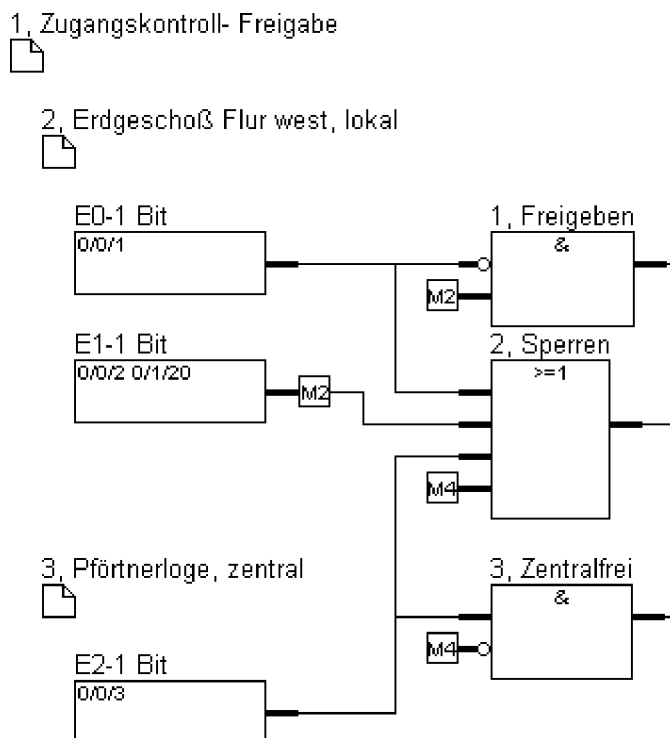 1, Zugangskontroll- Freigabe
2, Erdgeschoß Flur west, lokal
E0-1 Bit
0/0/1
1, Freigeben
&
M2
E1-1 Bit
0/0/2 0/1/20
M2
2, Sperren
>=1
M4
3, Pförtnerloge, zentral
3, Zentralfrei
&
M4
E2-1 Bit
0/0/3